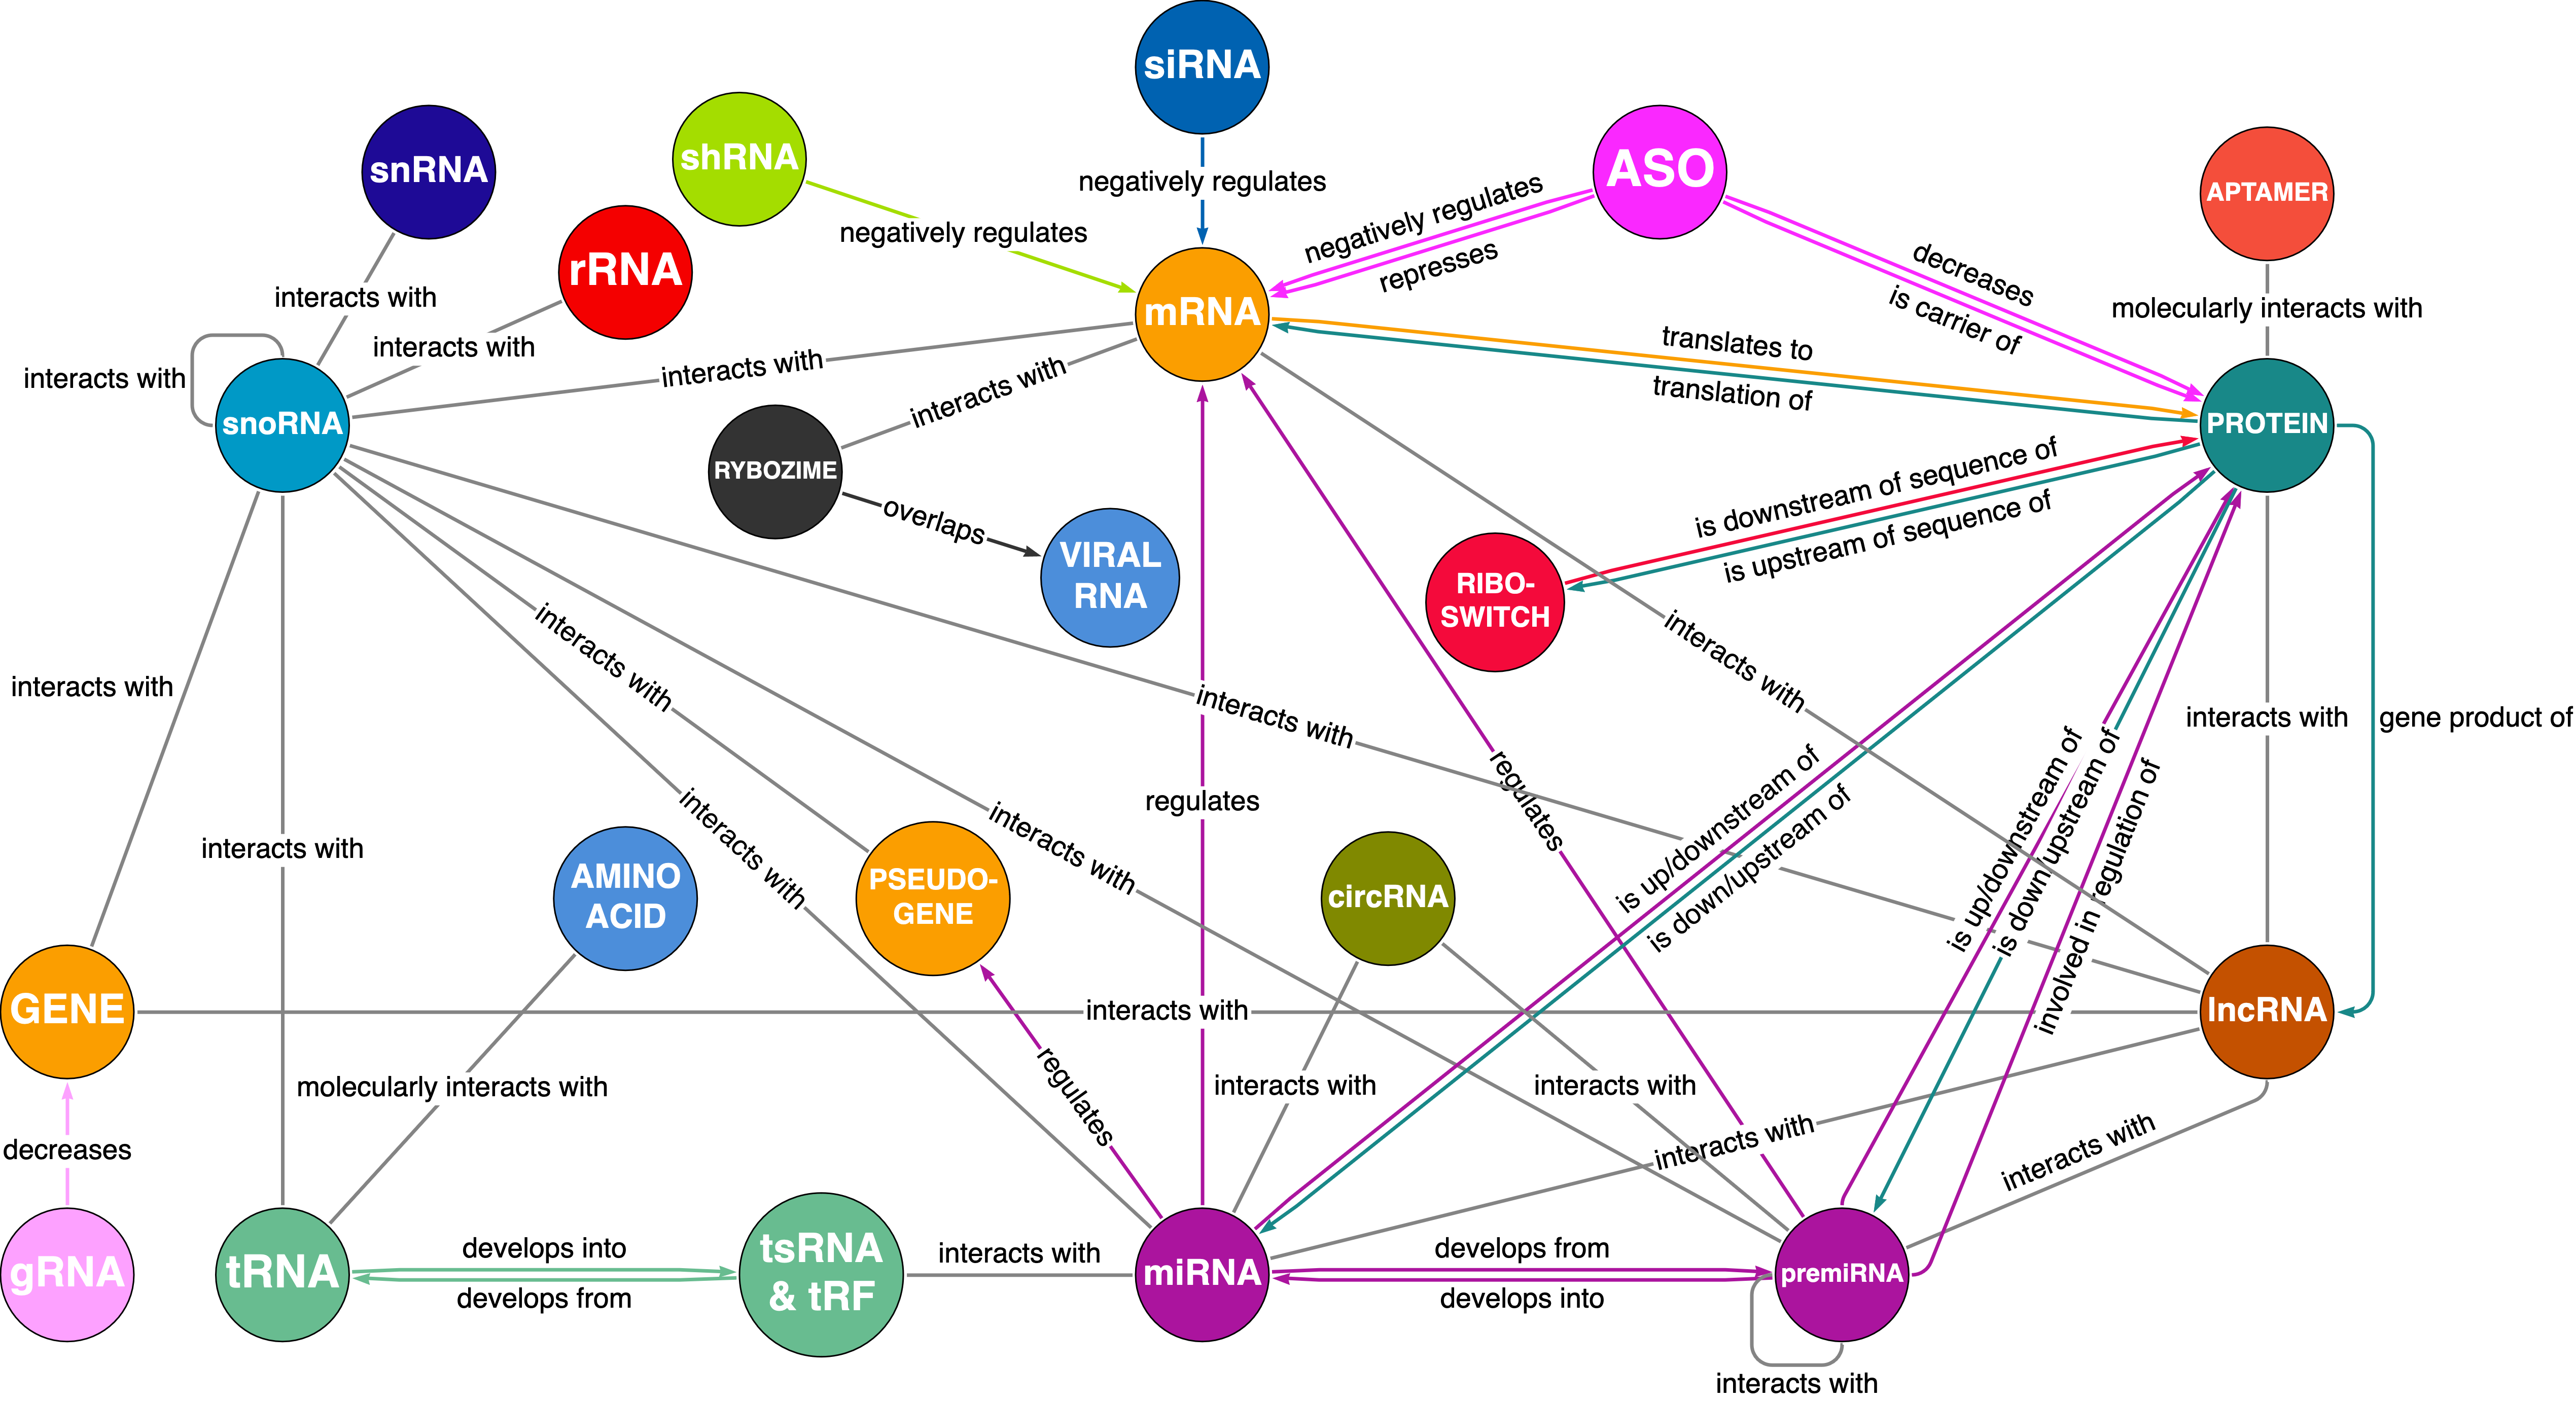 siRNA
snRNA
shRNA
ASO
APTAMER
negatively regulates
negatively regulates
negatively regulates
represses
decreases
is carrier of
rRNA
mRNA
molecularly interacts with
interacts with
interacts with
interacts with
interacts with
interacts with
snoRNA
translates to
translation of
PROTEIN
RYBOZIME
overlaps
VIRAL
RNA
is downstream of sequence of
is upstream of sequence of
RIBO-
SWITCH
interacts with
interacts with
interacts with
interacts with
interacts with
gene product of
interacts with
regulates
regulates
is up/downstream of
is down/upstream of
is up/downstream of
is down/upstream of
involved in regulation of
interacts with
interacts with
interacts with
AMINO
ACID
PSEUDO-
GENE
circRNA
GENE
interacts with
lncRNA
molecularly interacts with
regulates
interacts with
interacts with
interacts with
interacts with
decreases
gRNA
tRNA
develops into
develops from
tsRNA
& tRF
interacts with
miRNA
develops from
develops into
premiRNA
interacts with